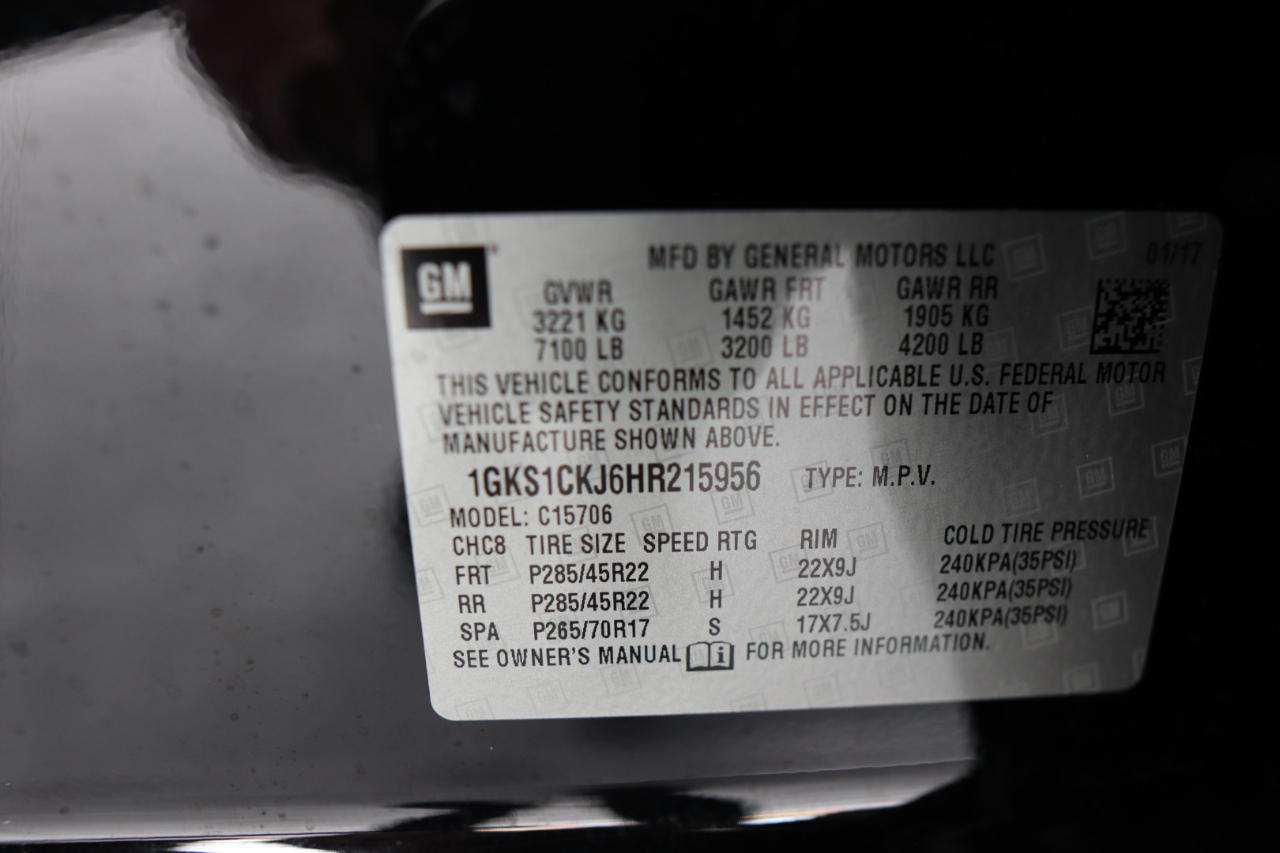 GM
MFD BY GENERAL MOTORS LLC 01/17
GVWR GAWR FRT GAWR RR
3221 KG 1452 KG 1905 KG
7100 LB 3200 LB 4200 LB
THIS VEHICLE CONFORMS TO ALL APPLICABLE U.S. FEDERAL MOTOR
VEHICLE SAFETY STANDARDS IN EFFECT ON THE DATE OF
MANUFACTURE SHOWN ABOVE.
1GKS1CKJ6HR215956 TYPE: M.P.V.
MODEL: C15706
CHC8 TIRE SIZE SPEED RTG RIM COLD TIRE PRESSURE
FRT P285/45R22 H 22X9J 240KPA(35PSI)
RR P285/45R22 H 22X9J 240KPA(35PSI)
SPA P265/70R17 S 17X7.5J 240KPA(35PSI)
SEE OWNER'S MANUAL i FOR MORE INFORMATION.